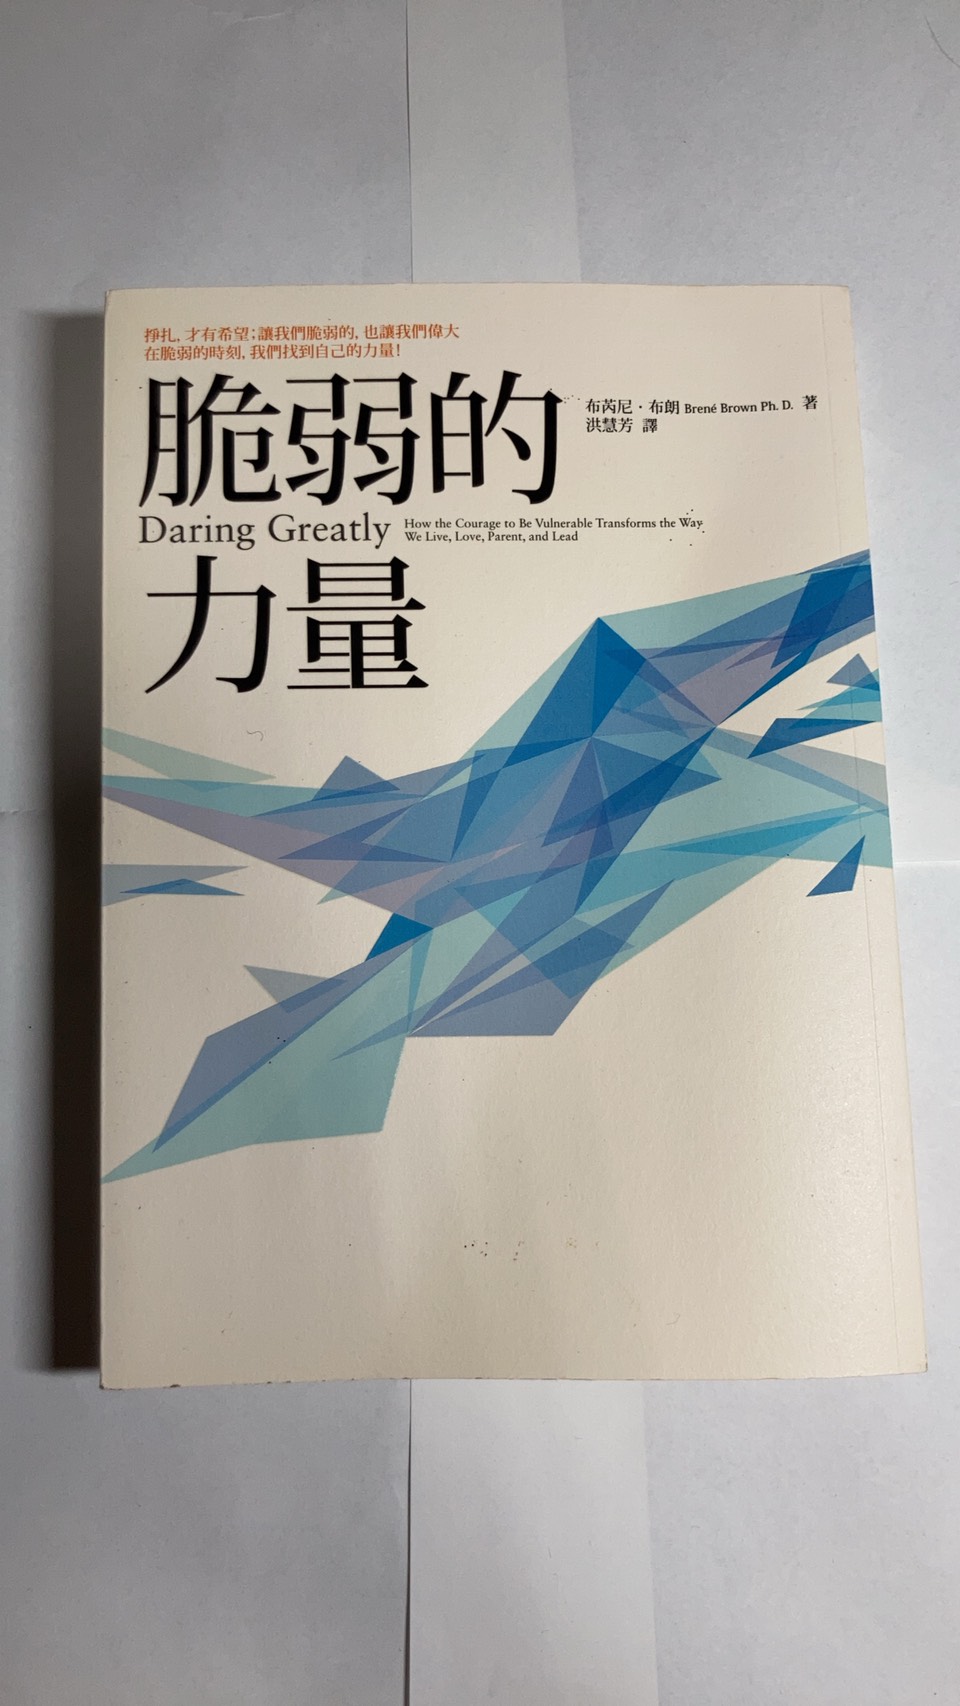 掙扎,才有希望;讓我們脆弱的,也讓我們偉大
在脆弱的時刻,我們找到自己的力量!
脆弱的
布芮尼・布朗 Brené Brown Ph. D. 著
洪慧芳 譯
Daring Greatly
How the Courage to Be Vulnerable Transforms the Way
We Live, Love, Parent, and Lead
力量